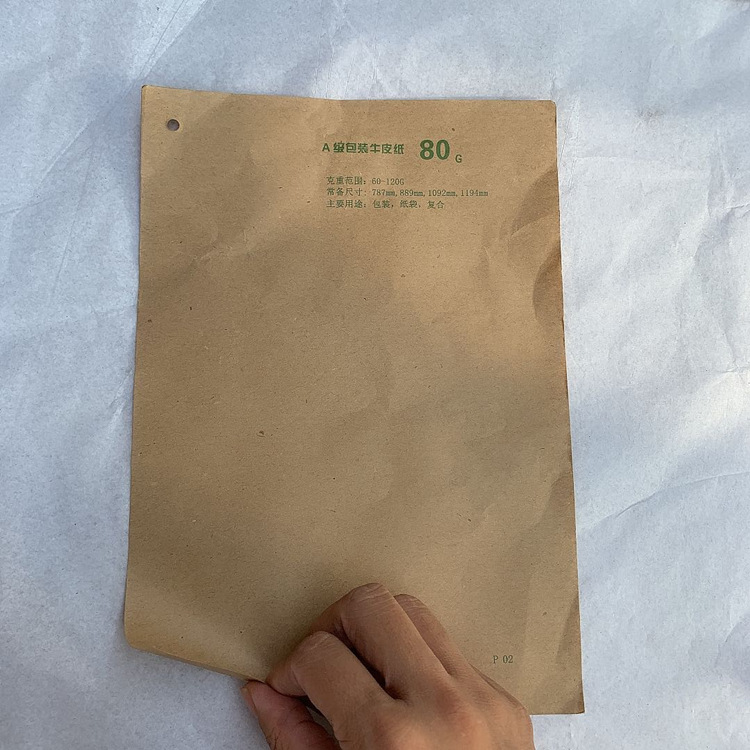 A级包装牛皮纸 80G
克重范围：60-120G
常备尺寸：787mm,889mm,1092mm,1194mm
主要用途：包装，纸袋，复合
P 02